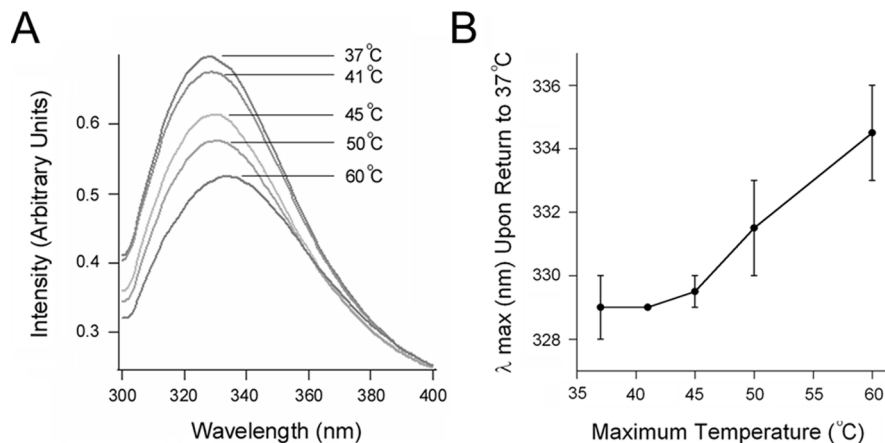 A
37°C
41°C
45°C
50°C
60°C
Intensity (Arbitrary Units)
0.6
0.5
0.4
0.3
300
320
340
360
380
400
Wavelength (nm)
B
λ max (nm) Upon Return to 37°C
336
334
332
330
328
35
40
45
50
55
60
Maximum Temperature (°C)